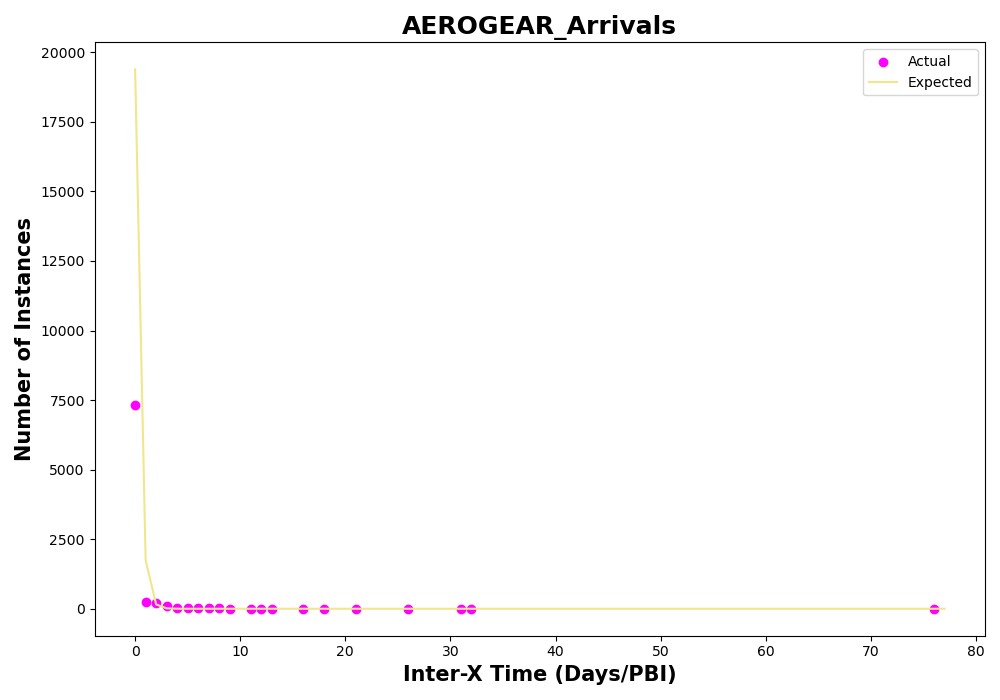 AEROGEAR_Arrivals
Actual
Expected
Number of Instances
20000
17500
15000
12500
10000
7500
5000
2500
0
0 10 20 30 40 50 60 70 80
Inter-X Time (Days/PBI)